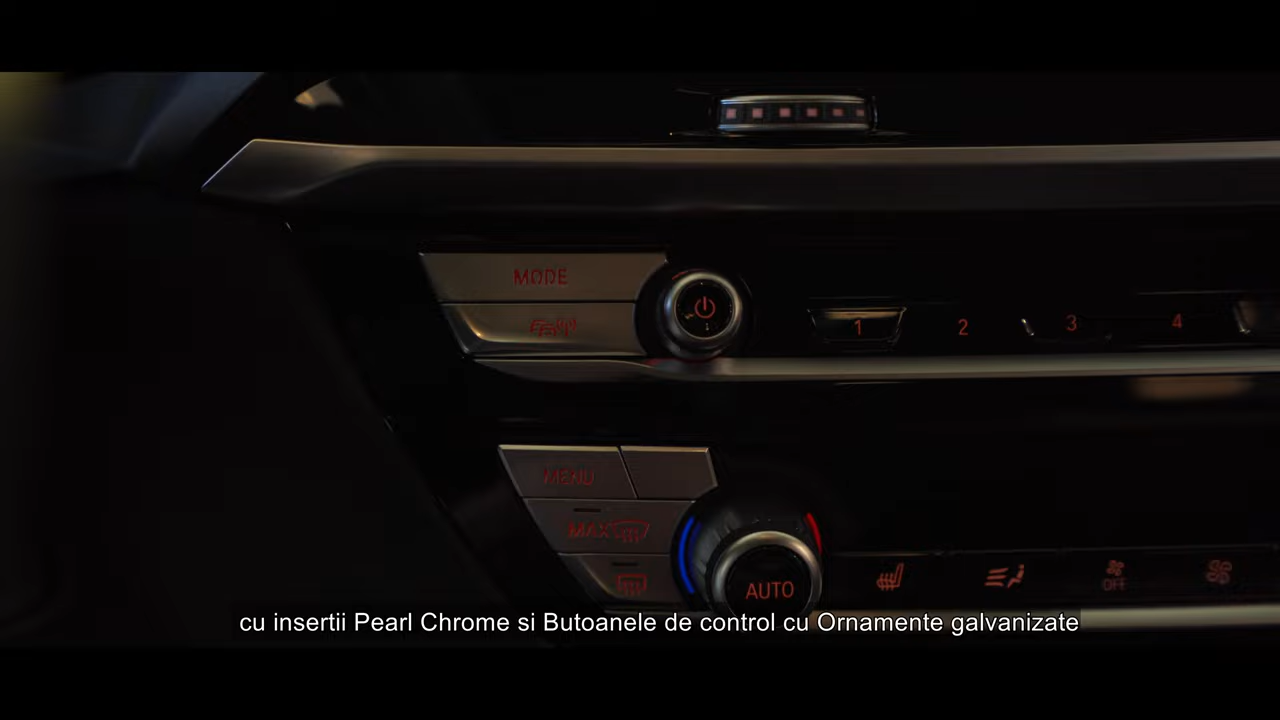 MODE
1 2 3 4
MENU
MAX
AUTO
OFF
cu insertii Pearl Chrome si Butoanele de control cu Ornamente galvanizate